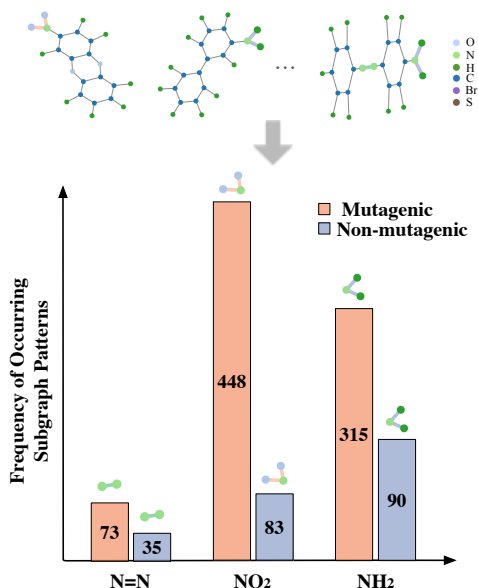 O
N
H
C
Br
S
...
Mutagenic
Non-mutagenic
Frequency of Occurring
Subgraph Patterns
448
315
73
35
83
90
N=N
NO2
NH2